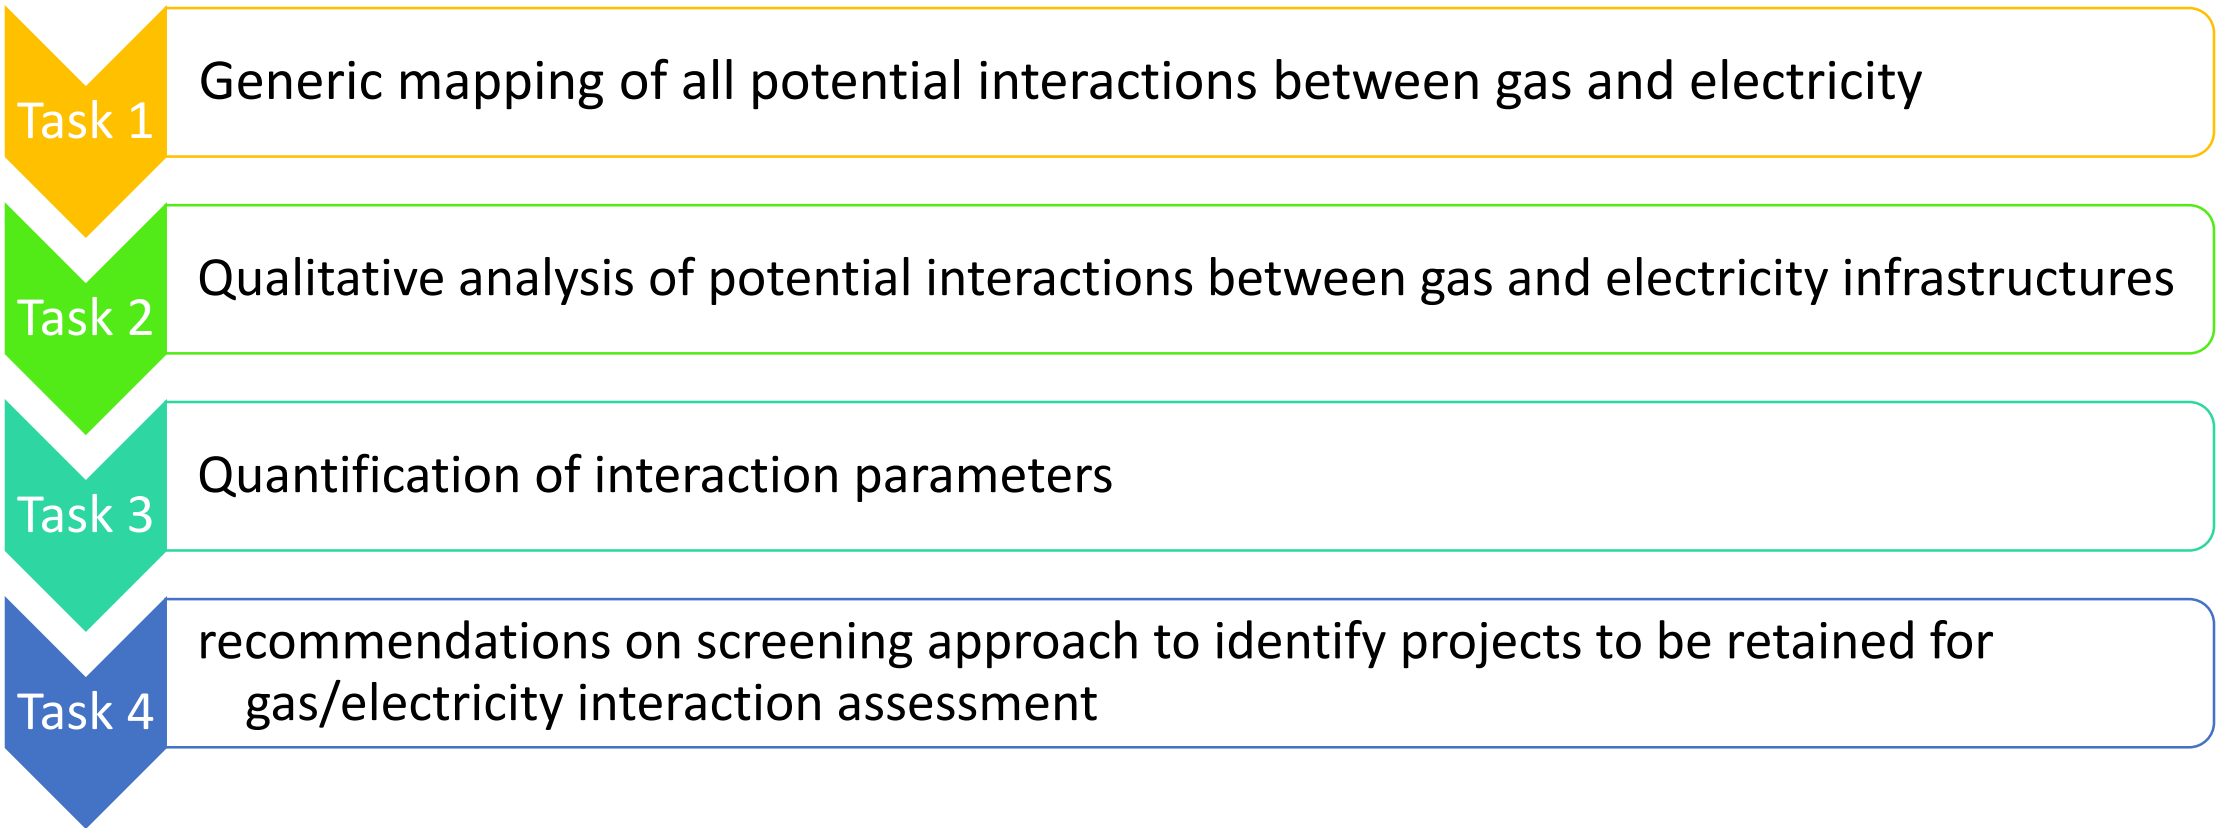 Task 1
Generic mapping of all potential interactions between gas and electricity
Task 2
Qualitative analysis of potential interactions between gas and electricity infrastructures
Task 3
Quantification of interaction parameters
Task 4
recommendations on screening approach to identify projects to be retained for
gas/electricity interaction assessment